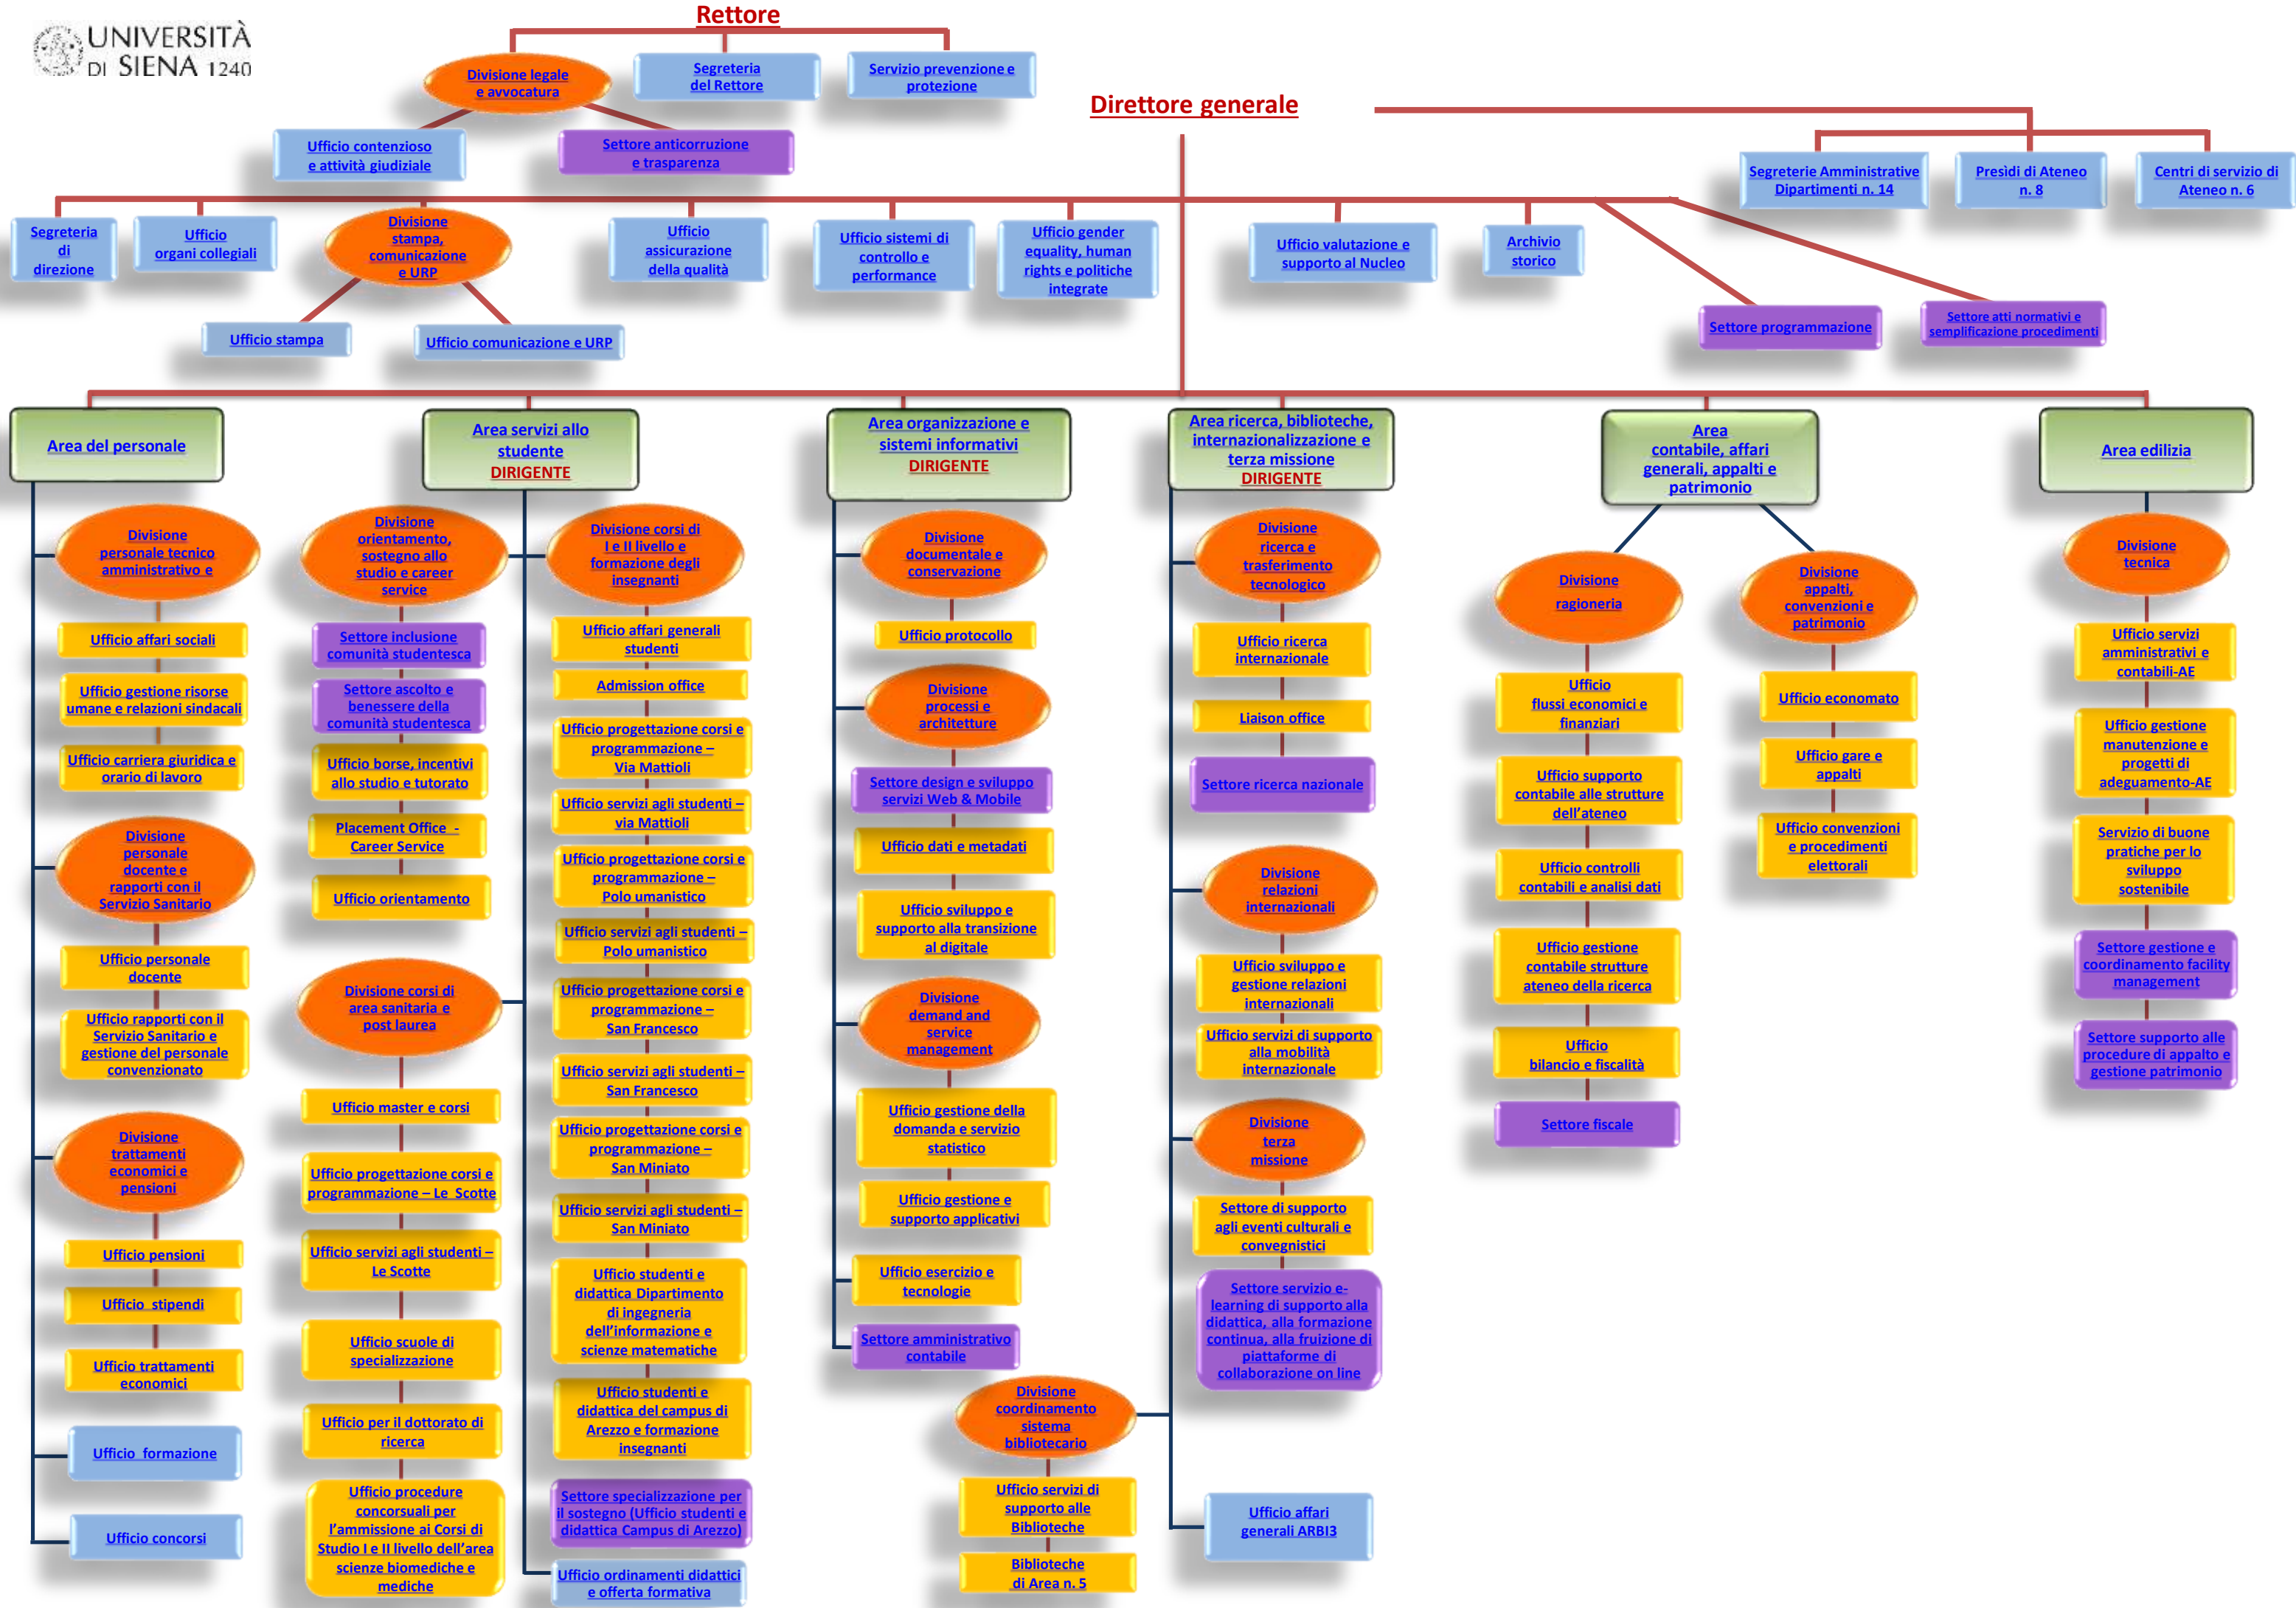 UNIVERSITÀ
DI SIENA 1240
Rettore
Divisione legale
e avvocatura
Segreteria
del Rettore
Servizio prevenzione e
protezione
Ufficio contenzioso
e attività giudiziale
Settore anticorruzione
e trasparenza
Direttore generale
Segreterie Amministrative
Dipartimenti n. 14
Presìdi di Ateneo
n. 8
Centri di servizio di
Ateneo n. 6
Segreteria
di
direzione
Ufficio
organi collegiali
Divisione
stampa,
comunicazione
e URP
Ufficio
assicurazione
della qualità
Ufficio sistemi di
controllo e
performance
Ufficio gender
equality, human
rights e politiche
integrate
Ufficio valutazione e
supporto al Nucleo
Archivio
storico
Settore programmazione
Settore atti normativi e
semplificazione procedimenti
Ufficio stampa
Ufficio comunicazione e URP
Area del personale
Divisione
personale tecnico
amministrativo e
Ufficio affari sociali
Ufficio gestione risorse
umane e relazioni sindacali
Ufficio carriera giuridica e
orario di lavoro
Divisione
personale
docente e
rapporti con il
Servizio Sanitario
Ufficio personale
docente
Ufficio rapporti con il
Servizio Sanitario e
gestione del personale
convenzionato
Divisione
trattamenti
economici e
pensioni
Ufficio pensioni
Ufficio stipendi
Ufficio trattamenti
economici
Ufficio formazione
Ufficio concorsi
Area servizi allo
studente
DIRIGENTE
Divisione
orientamento,
sostegno allo
studio e career
service
Settore inclusione
comunità studentesca
Settore ascolto e
benessere della
comunità studentesca
Ufficio borse, incentivi
allo studio e tutorato
Placement Office -
Career Service
Ufficio orientamento
Divisione corsi di
area sanitaria e
post laurea
Ufficio master e corsi
Ufficio progettazione corsi e
programmazione – Le Scotte
Ufficio servizi agli studenti –
Le Scotte
Ufficio scuole di
specializzazione
Ufficio per il dottorato di
ricerca
Ufficio procedure
concorsuali per
l’ammissione ai Corsi di
Studio I e II livello dell’area
scienze biomediche e
mediche
Divisione corsi di
I e II livello e
formazione degli
insegnanti
Ufficio affari generali
studenti
Admission office
Ufficio progettazione corsi e
programmazione –
Via Mattioli
Ufficio servizi agli studenti –
via Mattioli
Ufficio progettazione corsi e
programmazione –
Polo umanistico
Ufficio servizi agli studenti –
Polo umanistico
Ufficio progettazione corsi e
programmazione –
San Francesco
Ufficio servizi agli studenti –
San Francesco
Ufficio progettazione corsi e
programmazione –
San Miniato
Ufficio servizi agli studenti –
San Miniato
Ufficio studenti e
didattica Dipartimento
di ingegneria
dell’informazione e
scienze matematiche
Ufficio studenti e
didattica del campus di
Arezzo e formazione
insegnanti
Settore specializzazione per
il sostegno (Ufficio studenti e
didattica Campus di Arezzo)
Ufficio ordinamenti didattici
e offerta formativa
Area organizzazione e
sistemi informativi
DIRIGENTE
Divisione
documentale e
conservazione
Ufficio protocollo
Divisione
processi e
architetture
Settore design e sviluppo
servizi Web & Mobile
Ufficio dati e metadati
Ufficio sviluppo e
supporto alla transizione
al digitale
Divisione
demand and
service
management
Ufficio gestione della
domanda e servizio
statistico
Ufficio gestione e
supporto applicativi
Ufficio esercizio e
tecnologie
Settore amministrativo
contabile
Area ricerca, biblioteche,
internazionalizzazione e
terza missione
DIRIGENTE
Divisione
ricerca e
trasferimento
tecnologico
Ufficio ricerca
internazionale
Liaison office
Settore ricerca nazionale
Divisione
relazioni
internazionali
Ufficio sviluppo e
gestione relazioni
internazionali
Ufficio servizi di supporto
alla mobilità
internazionale
Divisione
terza
missione
Settore di supporto
agli eventi culturali e
convegnistici
Settore servizio e-
learning di supporto alla
didattica, alla formazione
continua, alla fruizione di
piattaforme di
collaborazione on line
Divisione
coordinamento
sistema
bibliotecario
Ufficio servizi di
supporto alle
Biblioteche
Biblioteche
di Area n. 5
Ufficio affari
generali ARBI3
Area
contabile, affari
generali, appalti e
patrimonio
Divisione
ragioneria
Ufficio
flussi economici e
finanziari
Ufficio supporto
contabile alle strutture
dell’ateneo
Ufficio controlli
contabili e analisi dati
Ufficio gestione
contabile strutture
ateneo della ricerca
Ufficio
bilancio e fiscalità
Settore fiscale
Divisione
appalti,
convenzioni e
patrimonio
Ufficio economato
Ufficio gare e
appalti
Ufficio convenzioni
e procedimenti
elettorali
Area edilizia
Divisione
tecnica
Ufficio servizi
amministrativi e
contabili-AE
Ufficio gestione
manutenzione e
progetti di
adeguamento-AE
Servizio di buone
pratiche per lo
sviluppo
sostenibile
Settore gestione e
coordinamento facility
management
Settore supporto alle
procedure di appalto e
gestione patrimonio